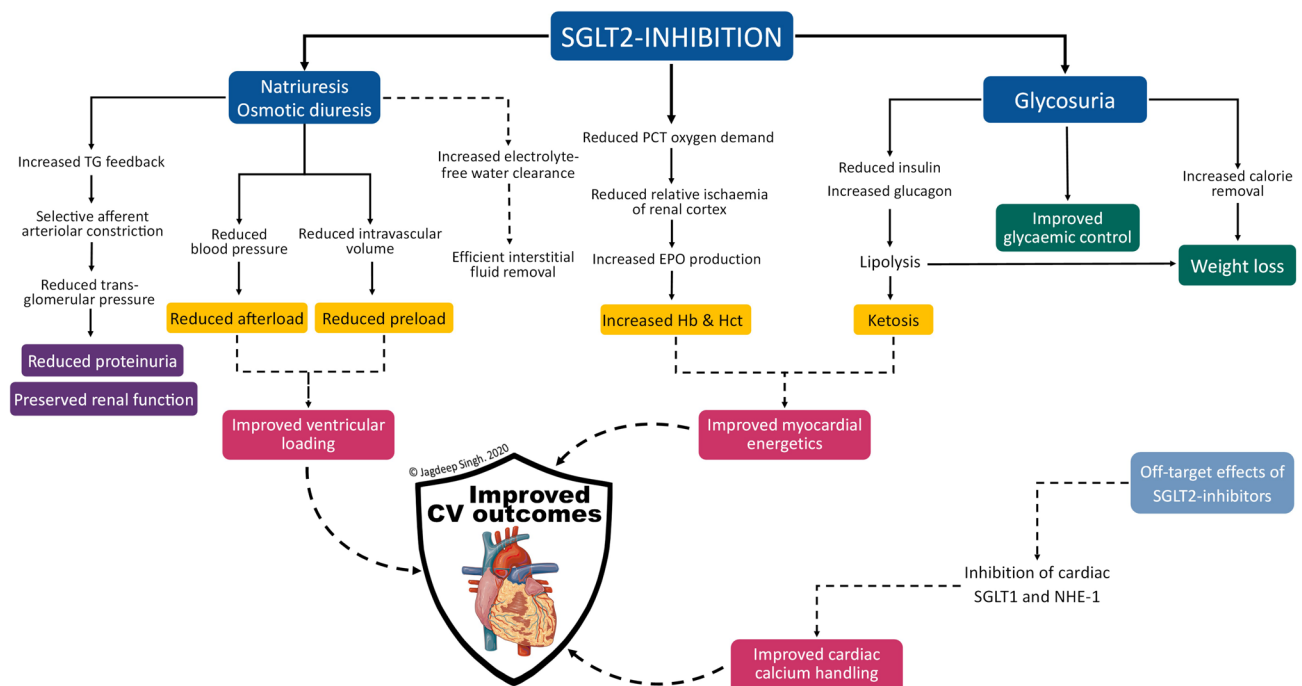 SGLT2-INHIBITION
Natriuresis
Osmotic diuresis
Glycosuria
Increased TG feedback
Selective afferent
arteriolar constriction
Reduced trans-
glomerular pressure
Reduced proteinuria
Preserved renal function
Reduced
blood pressure
Reduced afterload
Reduced intravascular
volume
Reduced preload
Increased electrolyte-
free water clearance
Efficient interstitial
fluid removal
Reduced PCT oxygen demand
Reduced relative ischaemia
of renal cortex
Increased EPO production
Increased Hb & Hct
Reduced insulin
Increased glucagon
Lipolysis
Ketosis
Improved
glycaemic control
Increased calorie
removal
Weight loss
Improved ventricular
loading
Improved myocardial
energetics
© Jagdeep Singh. 2020
Improved
CV outcomes
Off-target effects of
SGLT2-inhibitors
Inhibition of cardiac
SGLT1 and NHE-1
Improved cardiac
calcium handling